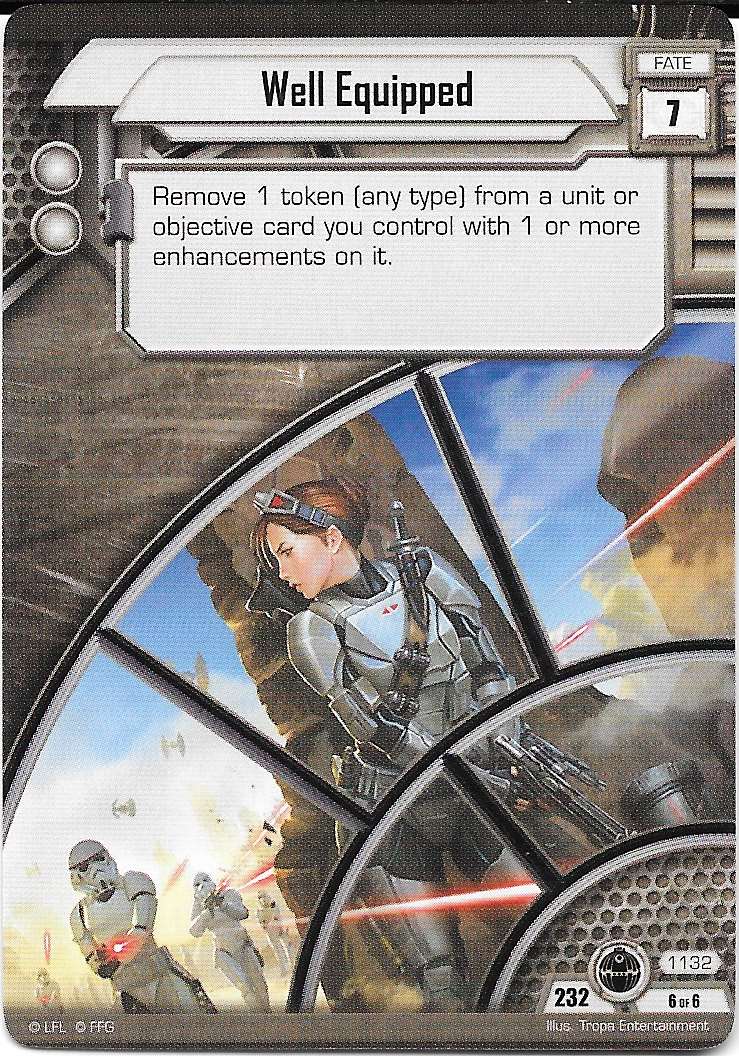 Well Equipped
FATE
7
Remove 1 token (any type) from a unit or
objective card you control with 1 or more
enhancements on it.
1132
232
6 OF 6
© LFL © FFG
Illus. Tropa Entertainment